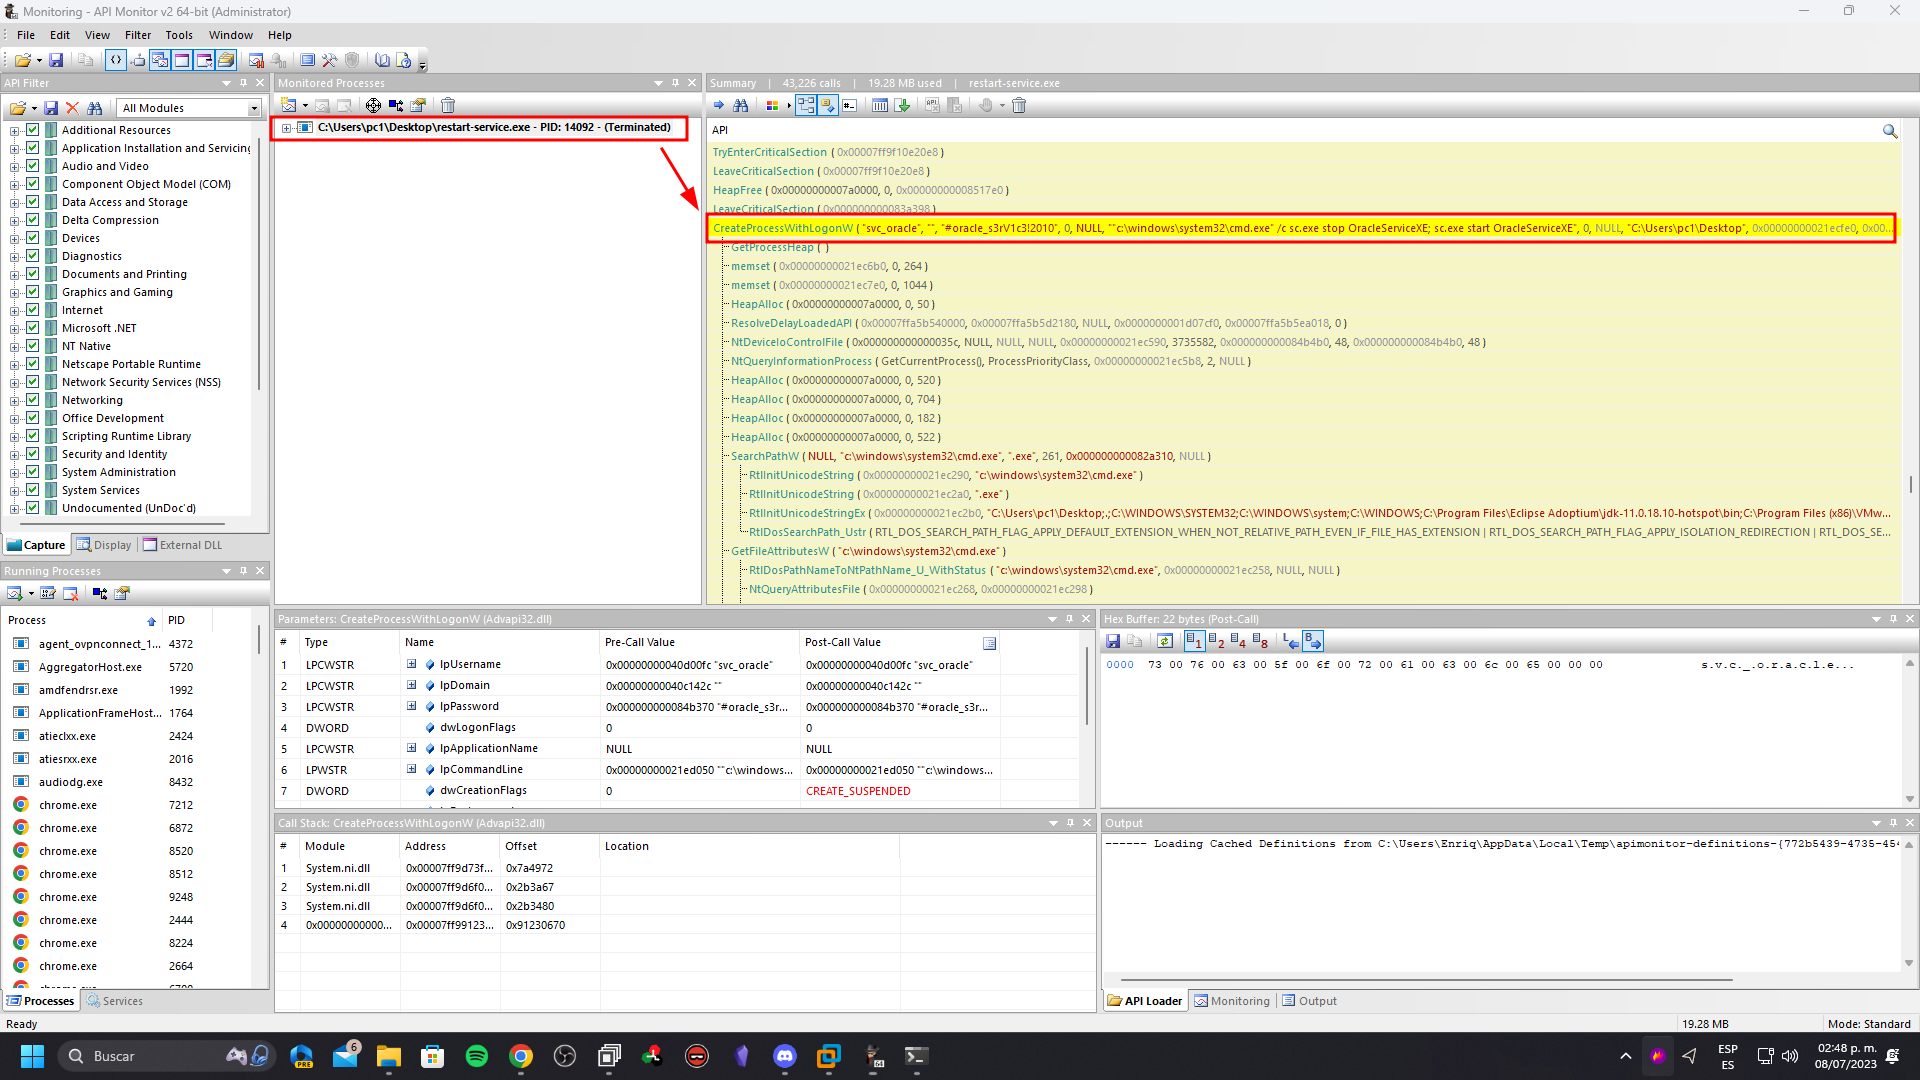 Monitoring - API Monitor v2 64-bit (Administrator)
File Edit View Filter Tools Window Help
API Filter
All Modules
Additional Resources
Application Installation and Servicing
Audio and Video
Component Object Model (COM)
Data Access and Storage
Delta Compression
Devices
Diagnostics
Documents and Printing
Graphics and Gaming
Internet
Microsoft .NET
NT Native
Netscape Portable Runtime
Network Security Services (NSS)
Networking
Office Development
Scripting Runtime Library
Security and Identity
System Administration
System Services
Undocumented (UnDoc'd)
Capture Display External DLL
Monitored Processes
C:\Users\pc1\Desktop\restart-service.exe - PID: 14092 - (Terminated)
Summary | 43,226 calls | 19.28 MB used | restart-service.exe
API
TryEnterCriticalSection ( 0x00007ff9f10e20e8 )
LeaveCriticalSection ( 0x00007ff9f10e20e8 )
HeapFree ( 0x00000000007a0000, 0, 0x00000000008517e0 )
LeaveCriticalSection ( 0x000000000083a398 )
CreateProcessWithLogonW ( "svc_oracle", "", "#oracle_s3rV1c3!2010", 0, NULL, ""c:\windows\system32\cmd.exe" /c sc.exe stop OracleServiceXE; sc.exe start OracleServiceXE", 0, NULL, "C:\Users\pc1\Desktop", 0x00000000021ecfe0, 0x00...
GetProcessHeap ( )
memset ( 0x00000000021ec6b0, 0, 264 )
memset ( 0x00000000021ec7e0, 0, 1044 )
HeapAlloc ( 0x00000000007a0000, 0, 50 )
ResolveDelayLoadedAPI ( 0x00007ffa5b540000, 0x00007ffa5b5d2180, NULL, 0x0000000001d07cf0, 0x00007ffa5b5ea018, 0 )
NtDeviceIoControlFile ( 0x000000000000035c, NULL, NULL, NULL, 0x00000000021ec590, 3735582, 0x000000000084b4b0, 48, 0x000000000084b4b0, 48 )
NtQueryInformationProcess ( GetCurrentProcess(), ProcessPriorityClass, 0x00000000021ec5b8, 2, NULL )
HeapAlloc ( 0x00000000007a0000, 0, 520 )
HeapAlloc ( 0x00000000007a0000, 0, 704 )
HeapAlloc ( 0x00000000007a0000, 0, 182 )
HeapAlloc ( 0x00000000007a0000, 0, 522 )
SearchPathW ( NULL, "c:\windows\system32\cmd.exe", ".exe", 261, 0x000000000082a310, NULL )
RtlInitUnicodeString ( 0x00000000021ec290, "c:\windows\system32\cmd.exe" )
RtlInitUnicodeString ( 0x00000000021ec2a0, ".exe" )
RtlInitUnicodeStringEx ( 0x00000000021ec2b0, "C:\Users\pc1\Desktop;.;C:\WINDOWS\SYSTEM32;C:\WINDOWS\system;C:\WINDOWS;C:\Program Files\Eclipse Adoptium\jdk-11.0.18.10-hotspot\bin;C:\Program Files (x86)\VMw...
RtlDosSearchPath_Ustr ( RTL_DOS_SEARCH_PATH_FLAG_APPLY_DEFAULT_EXTENSION_WHEN_NOT_RELATIVE_PATH_EVEN_IF_FILE_HAS_EXTENSION | RTL_DOS_SEARCH_PATH_FLAG_APPLY_ISOLATION_REDIRECTION | RTL_DOS_SE...
GetFileAttributesW ( "c:\windows\system32\cmd.exe" )
RtlDosPathNameToNtPathName_U_WithStatus ( "c:\windows\system32\cmd.exe", 0x00000000021ec258, NULL, NULL )
NtQueryAttributesFile ( 0x00000000021ec268, 0x00000000021ec298 )
Running Processes
Process PID
agent_ovpnconnect_1... 4372
AggregatorHost.exe 5720
amdfendrsr.exe 1992
ApplicationFrameHost... 1764
atieclxx.exe 2424
atiesrxx.exe 2016
audiodg.exe 8432
chrome.exe 7212
chrome.exe 6872
chrome.exe 8520
chrome.exe 8512
chrome.exe 9248
chrome.exe 2444
chrome.exe 8224
chrome.exe 2664
Processes Services
Parameters: CreateProcessWithLogonW (Advapi32.dll)
# Type Name Pre-Call Value Post-Call Value
1 LPCWSTR lpUsername 0x00000000040d00fc "svc_oracle" 0x00000000040d00fc "svc_oracle"
2 LPCWSTR lpDomain 0x00000000040c142c "" 0x00000000040c142c ""
3 LPCWSTR lpPassword 0x000000000084b370 "#oracle_s3r... 0x000000000084b370 "#oracle_s3r...
4 DWORD dwLogonFlags 0 0
5 LPCWSTR lpApplicationName NULL NULL
6 LPWSTR lpCommandLine 0x00000000021ed050 ""c:\windows... 0x00000000021ed050 ""c:\windows...
7 DWORD dwCreationFlags 0 CREATE_SUSPENDED
Hex Buffer: 22 bytes (Post-Call)
1 2 4 8 L B
0000 73 00 76 00 63 00 5f 00 6f 00 72 00 61 00 63 00 6c 00 65 00 00 00 s.v.c._.o.r.a.c.l.e...
Call Stack: CreateProcessWithLogonW (Advapi32.dll)
# Module Address Offset Location
1 System.ni.dll 0x00007ff9d73f... 0x7a4972
2 System.ni.dll 0x00007ff9d6f0... 0x2b3a67
3 System.ni.dll 0x00007ff9d6f0... 0x2b3480
4 0x00000000000... 0x00007ff99123... 0x91230670
Output
------ Loading Cached Definitions from C:\Users\Enriq\AppData\Local\Temp\apimonitor-definitions-{772b5439-4735-454
API Loader Monitoring Output
Ready 19.28 MB Mode: Standard
Buscar
PRE
6
64
ESP
ES
02:48 p. m.
08/07/2023